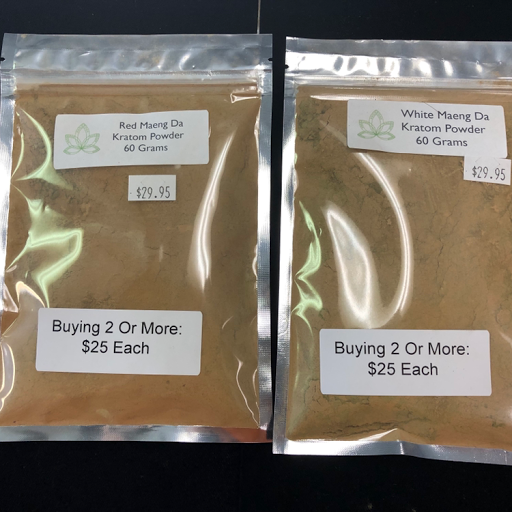 Red Maeng Da
Kratom Powder
60 Grams
$29.95
Buying 2 Or More:
$25 Each
White Maeng Da
Kratom Powder
60 Grams
$29.95
Buying 2 Or More:
$25 Each